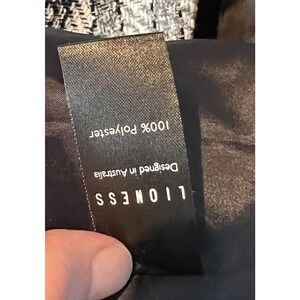 LIONESS
Designed in Australia
100% Polyester